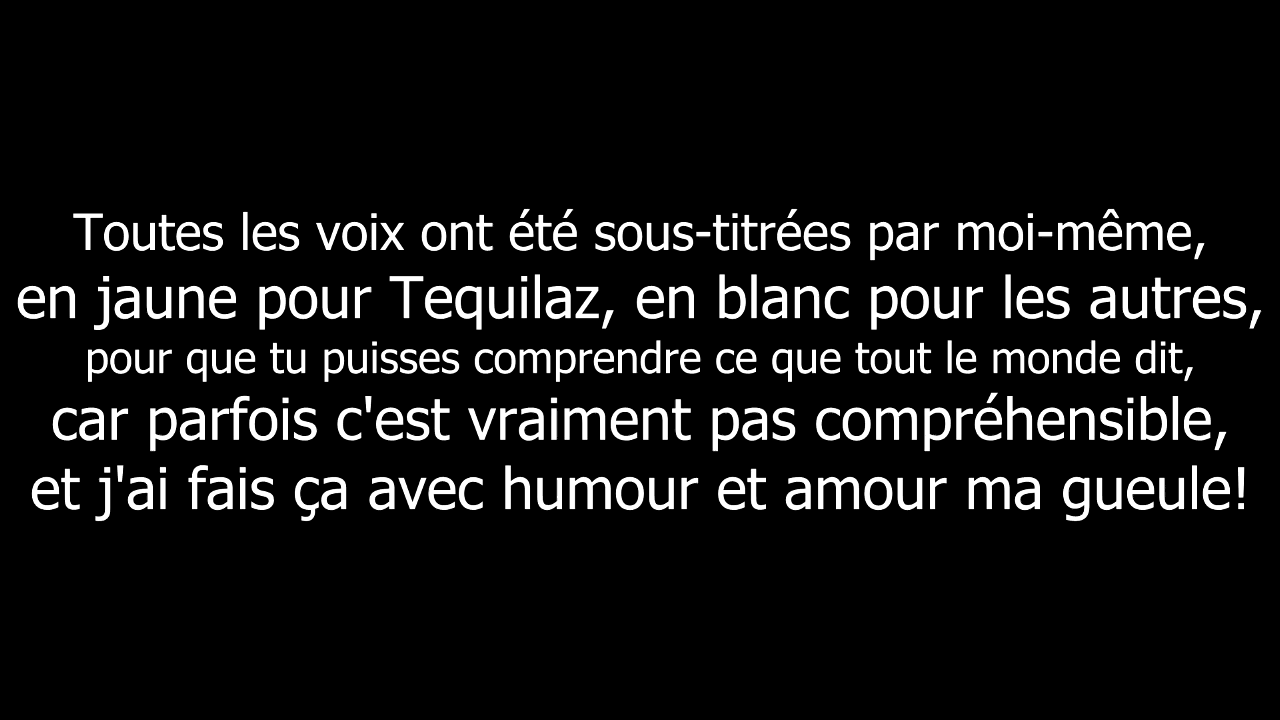 Toutes les voix ont été sous-titrées par moi-même,
en jaune pour Tequilaz, en blanc pour les autres,
pour que tu puisses comprendre ce que tout le monde dit,
car parfois c'est vraiment pas compréhensible,
et j'ai fais ça avec humour et amour ma gueule!